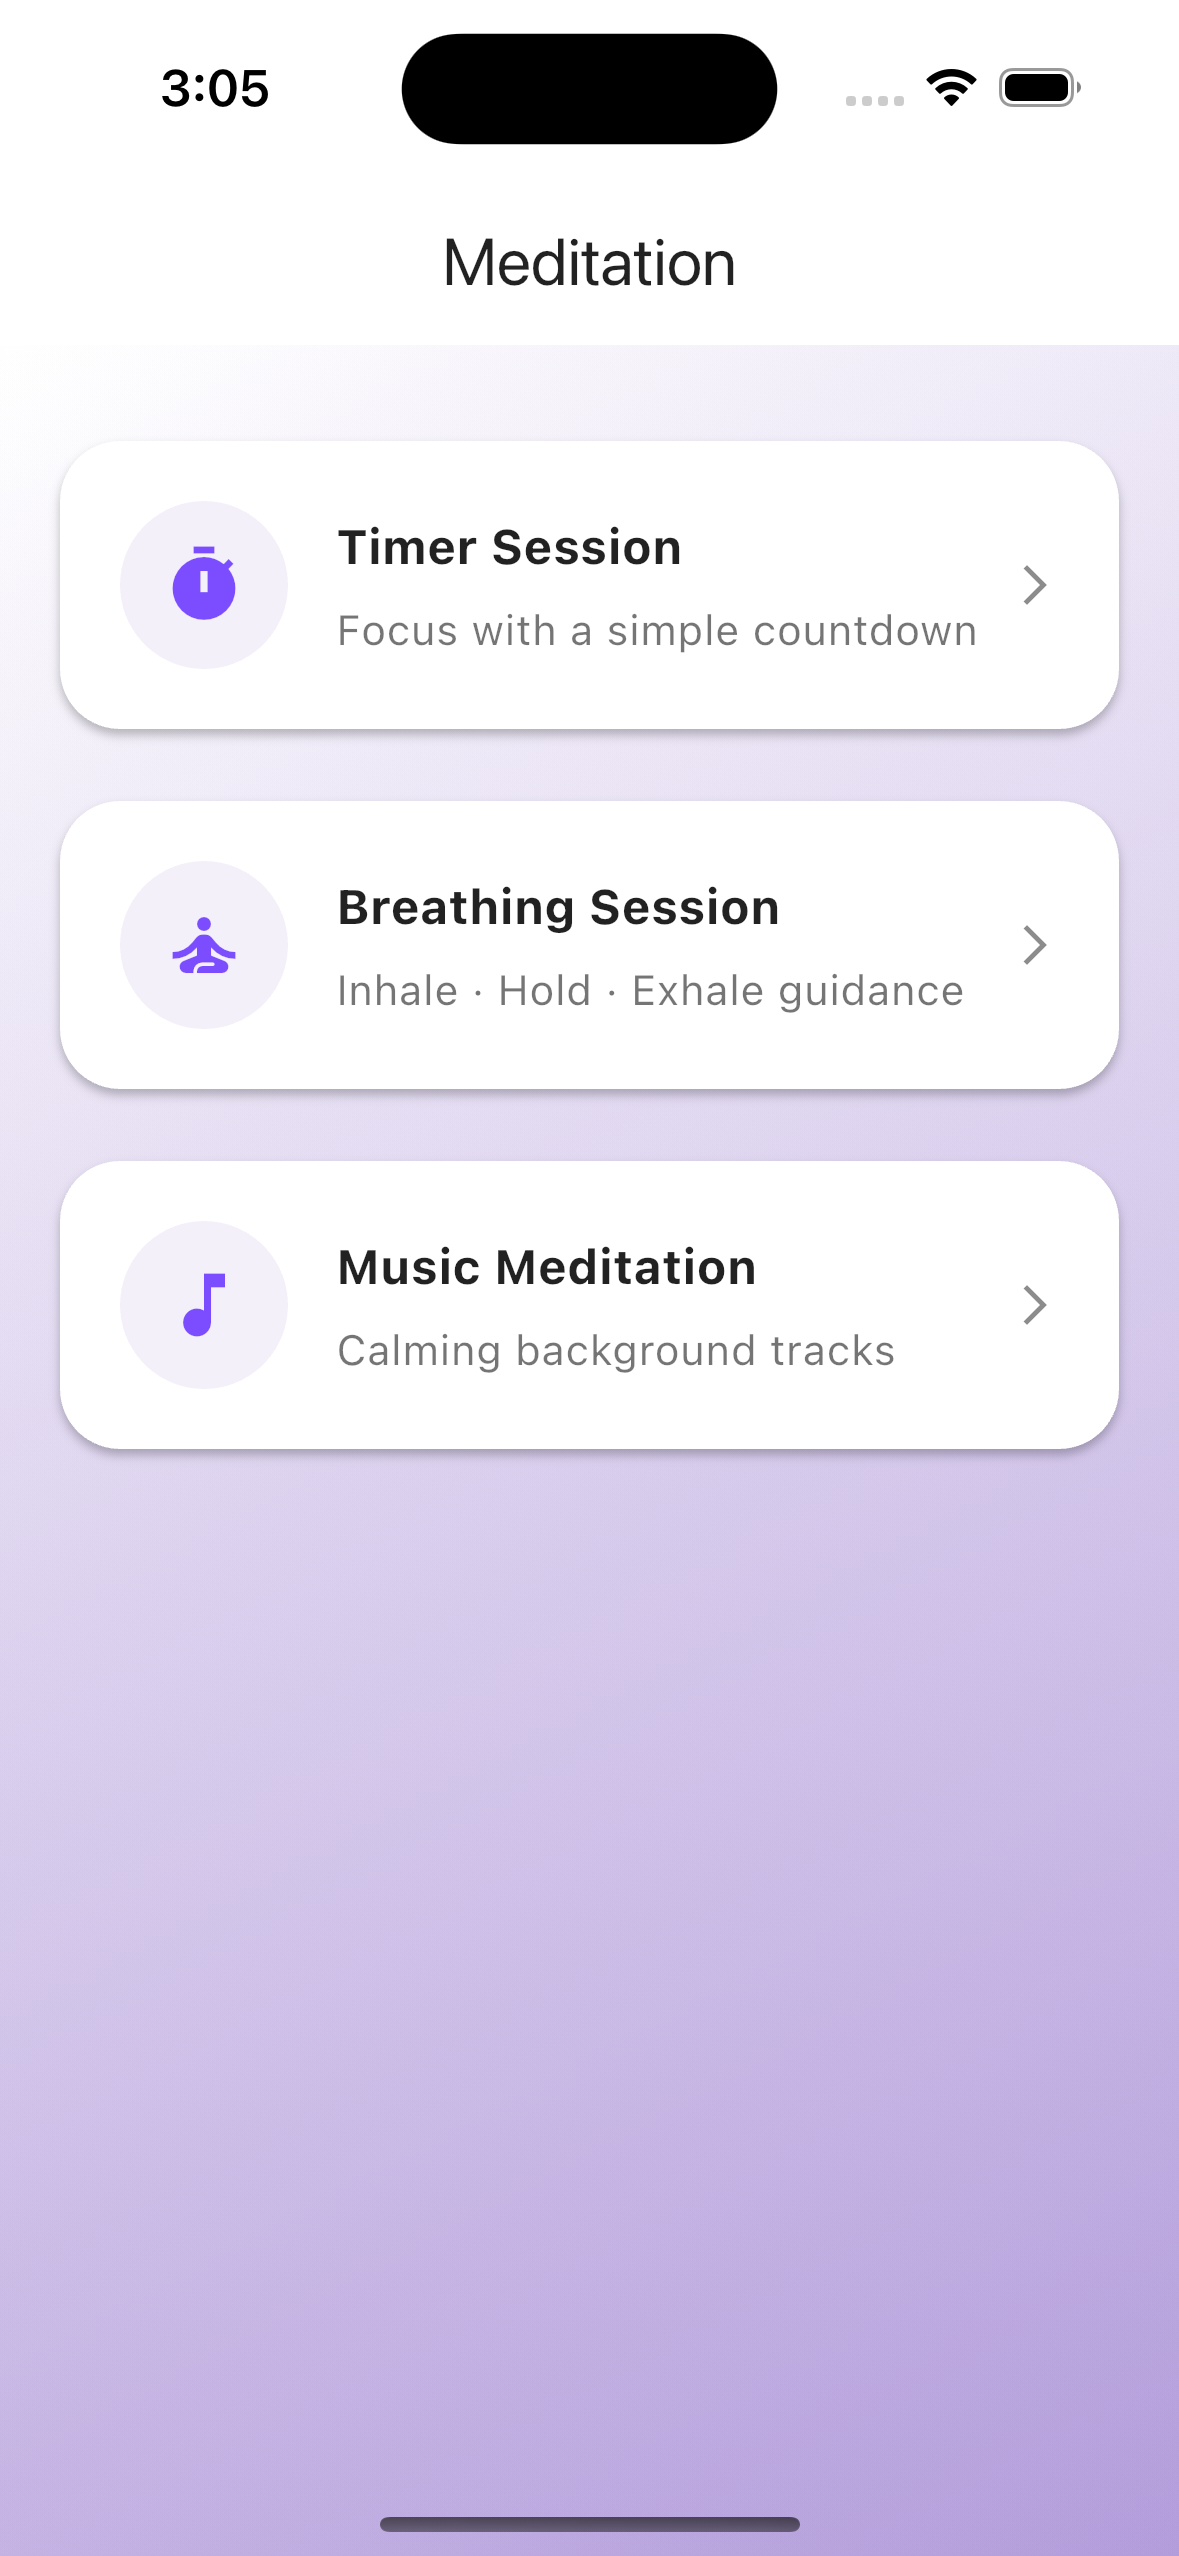 3:05
Meditation
Timer Session
Focus with a simple countdown
Breathing Session
Inhale · Hold · Exhale guidance
Music Meditation
Calming background tracks